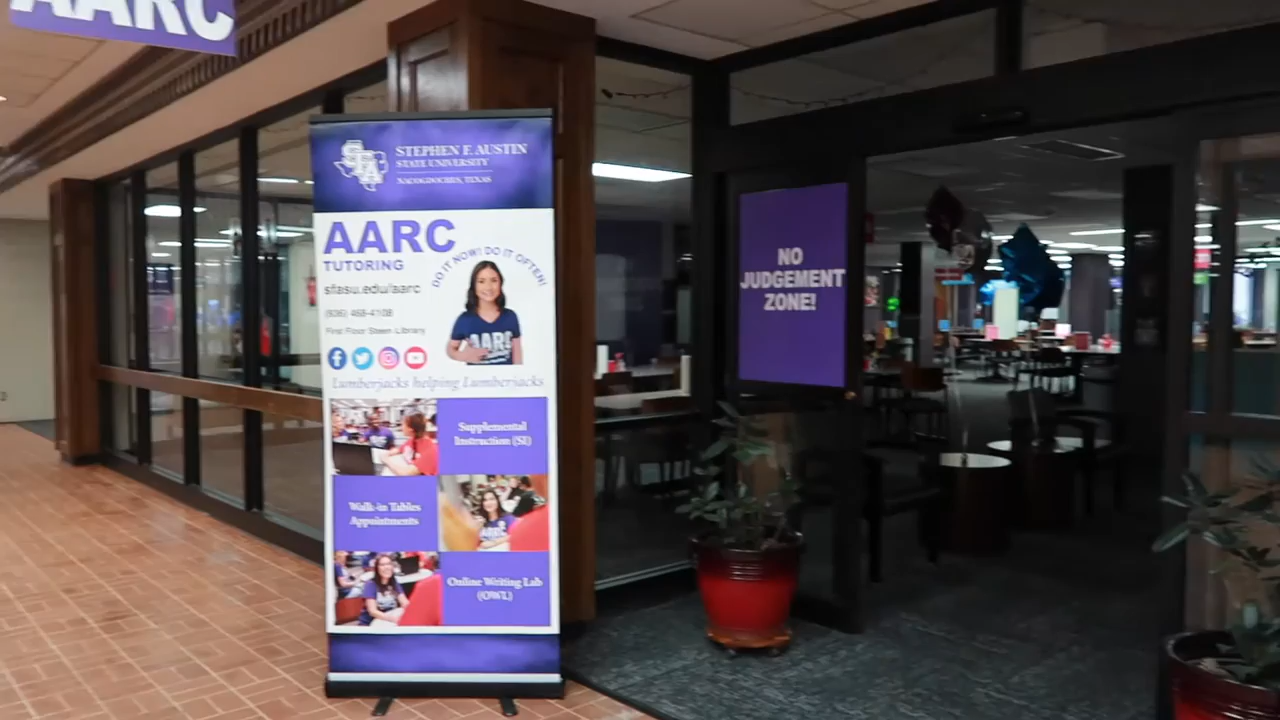 AARC
SFA
STEPHEN F. AUSTIN
STATE UNIVERSITY
NACOGDOCHES, TEXAS
AARC
TUTORING
DO IT NOW! DO IT OFTEN!
sfasu.edu/aarc
(936) 468-4108
First Floor Steen Library
AARC
Lumberjacks helping Lumberjacks
Supplemental
Instruction (SI)
Walk-in Tables
Appointments
AARC
Online Writing Lab
(OWL)
NO
JUDGEMENT
ZONE!